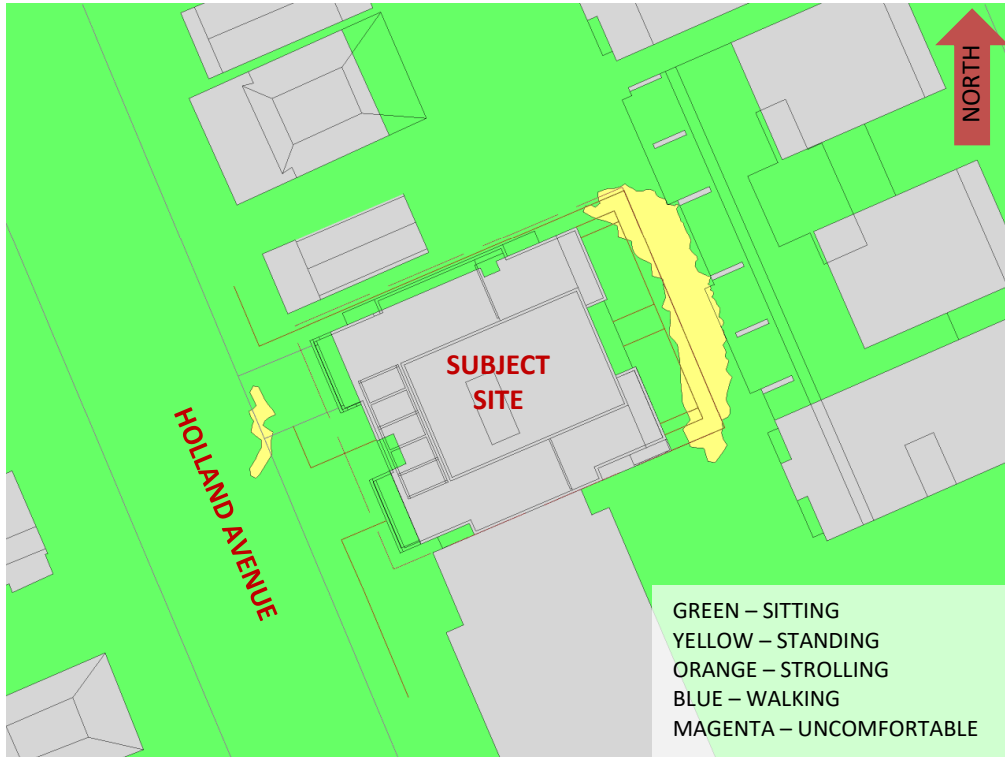 NORTH
SUBJECT
SITE
HOLLAND AVENUE
GREEN – SITTING
YELLOW – STANDING
ORANGE – STROLLING
BLUE – WALKING
MAGENTA – UNCOMFORTABLE